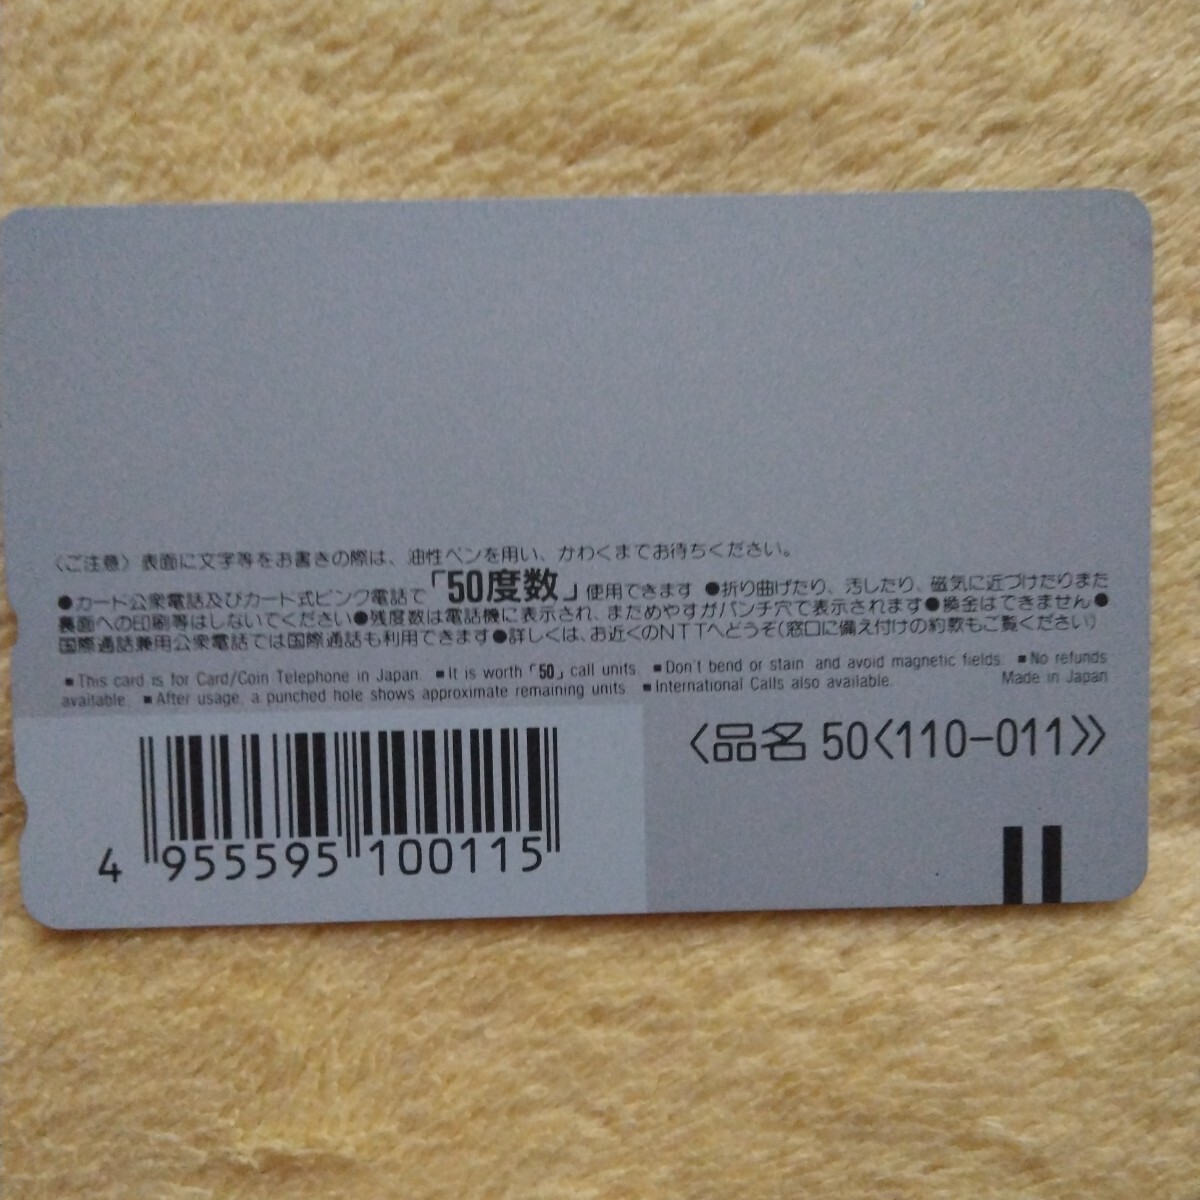 〈ご注意〉表面に文字等をお書きの際は、油性ペンを用い、かわくまでお待ちください。
●カード公衆電話及びカード式ピンク電話で「50度数」使用できます ●折り曲げたり、汚したり、磁気に近づけたりまた
裏面への印刷等はしないでください●残度数は電話機に表示され、まためやすがパンチ穴で表示されます●換金はできません●
国際通話兼用公衆電話では国際通話も利用できます●詳しくは、お近くのNTTへどうぞ(窓口に備え付けの約款もご覧ください)
■This card is for Card/Coin Telephone in Japan. ■It is worth「50」call units ■Don't bend or stain and avoid magnetic fields. ■No refunds
available. ■After usage, a punched hole shows approximate remaining units ■International Calls also available. Made in Japan
〈品名 50〈110-011〉〉
4 955595 100115